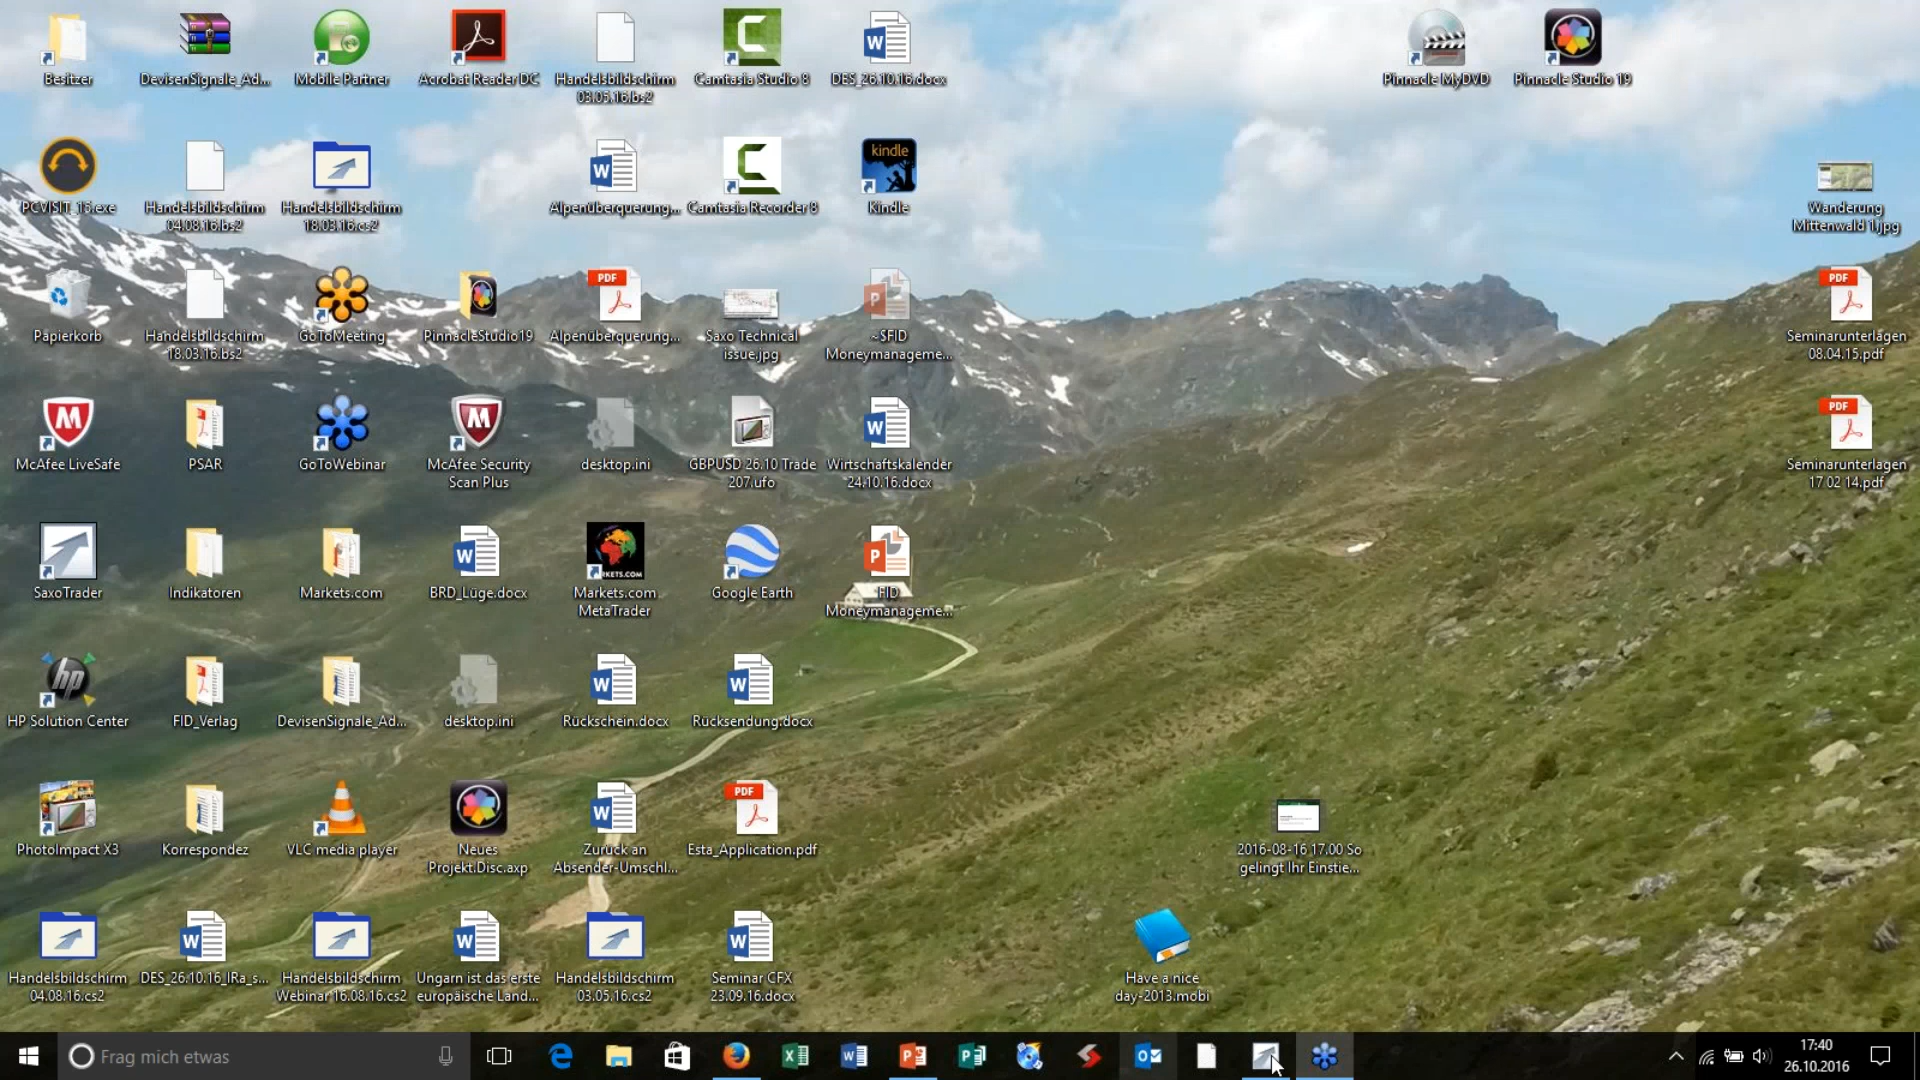 Besitzer
DevisenSignale_Ad...
Mobile Partner
Acrobat Reader DC
Handelsbildschirm
03.05.16.bs2
Camtasia Studio 8
DES_26.10.16.docx
Pinnacle MyDVD
Pinnacle Studio 19
PCVISIT_15.exe
Handelsbildschirm
04.08.16.bs2
Handelsbildschirm
18.03.16.cs2
Alpenüberquerung...
Camtasia Recorder 8
kindle
Kindle
Wanderung
Mittenwald 1.jpg
Papierkorb
Handelsbildschirm
18.03.16.bs2
GoToMeeting
PinnacleStudio19
PDF
Alpenüberquerung...
Saxo Technical
issue.jpg
~$FID
Moneymanageme...
PDF
Seminarunterlagen
08.04.15.pdf
McAfee LiveSafe
PSAR
GoToWebinar
McAfee Security
Scan Plus
desktop.ini
GBPUSD 26.10 Trade
207.ufo
Wirtschaftskalender
24.10.16.docx
PDF
Seminarunterlagen
17 02 14.pdf
SaxoTrader
Indikatoren
Markets.com
BRD_Lüge.docx
Markets.com
MetaTrader
Google Earth
FID
Moneymanageme...
HP Solution Center
FID_Verlag
DevisenSignale_Ad...
desktop.ini
Rückschein.docx
Rücksendung.docx
PhotoImpact X3
Korrespondez
VLC media player
Neues
Projekt.Disc.axp
Zurück an
Absender-Umschl...
PDF
Esta_Application.pdf
2016-08-16 17.00 So
gelingt Ihr Einstie...
Handelsbildschirm
04.08.16.cs2
DES_26.10.16_IRa_s...
Handelsbildschirm
Webinar 16.08.16.cs2
Ungarn ist das erste
europäische Land...
Handelsbildschirm
03.05.16.cs2
Seminar CFX
23.09.16.docx
Have a nice
day-2013.mobi
Frag mich etwas
17:40
26.10.2016